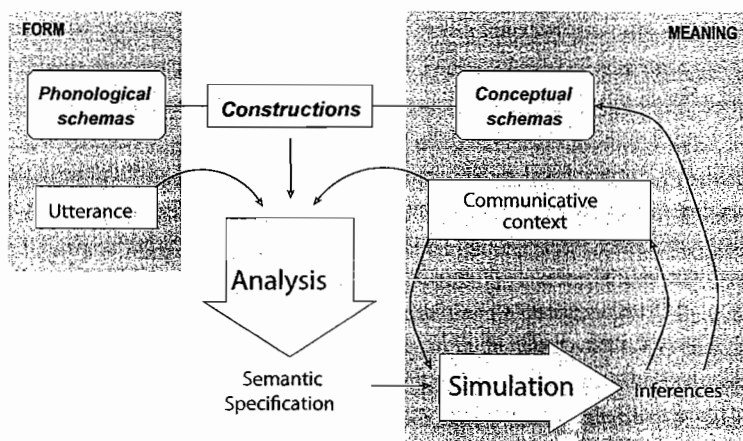 FORM
MEANING
Phonological
schemas
Constructions
Conceptual
schemas
Utterance
Communicative
context
Analysis
Semantic
Specification
Simulation
Inferences